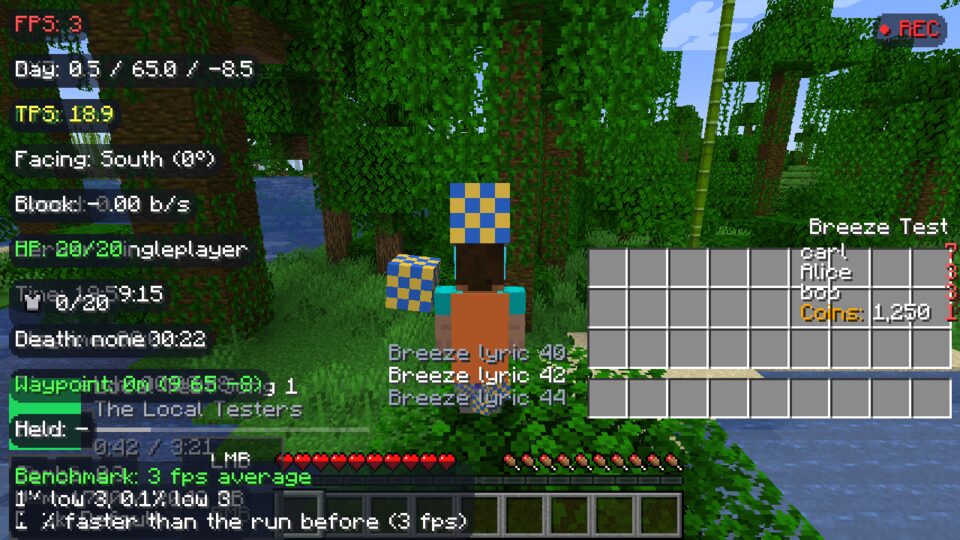 FPS: 3
REC
Day: 0.5 / 65.0 / -8.5
TPS: 18.9
Facing: South (0°)
Block: -0.00 b/s
HP: 20/20 ingleplayer
9:15
0/20
Death: none 00:22
Waypoint: 0m (9 65 -8) g 1
The Local Testers
Held: -
0:42 / 3:21
LMB
Benchmark: 3 fps average
low 3, 0.1% low 3
% faster than the run before (3 fps)
Breeze lyric 40
Breeze lyric 42
Breeze lyric 44
Breeze Test
carl 7
Alice 3
bob
Coins: 1,250 1